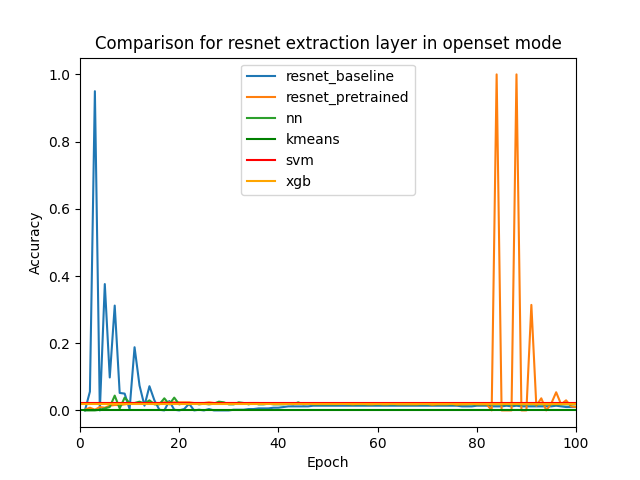 Comparison for resnet extraction layer in openset mode
1.0
0.8
0.6
0.4
0.2
0.0
Accuracy
resnet_baseline
resnet_pretrained
nn
kmeans
svm
xgb
0 20 40 60 80 100
Epoch